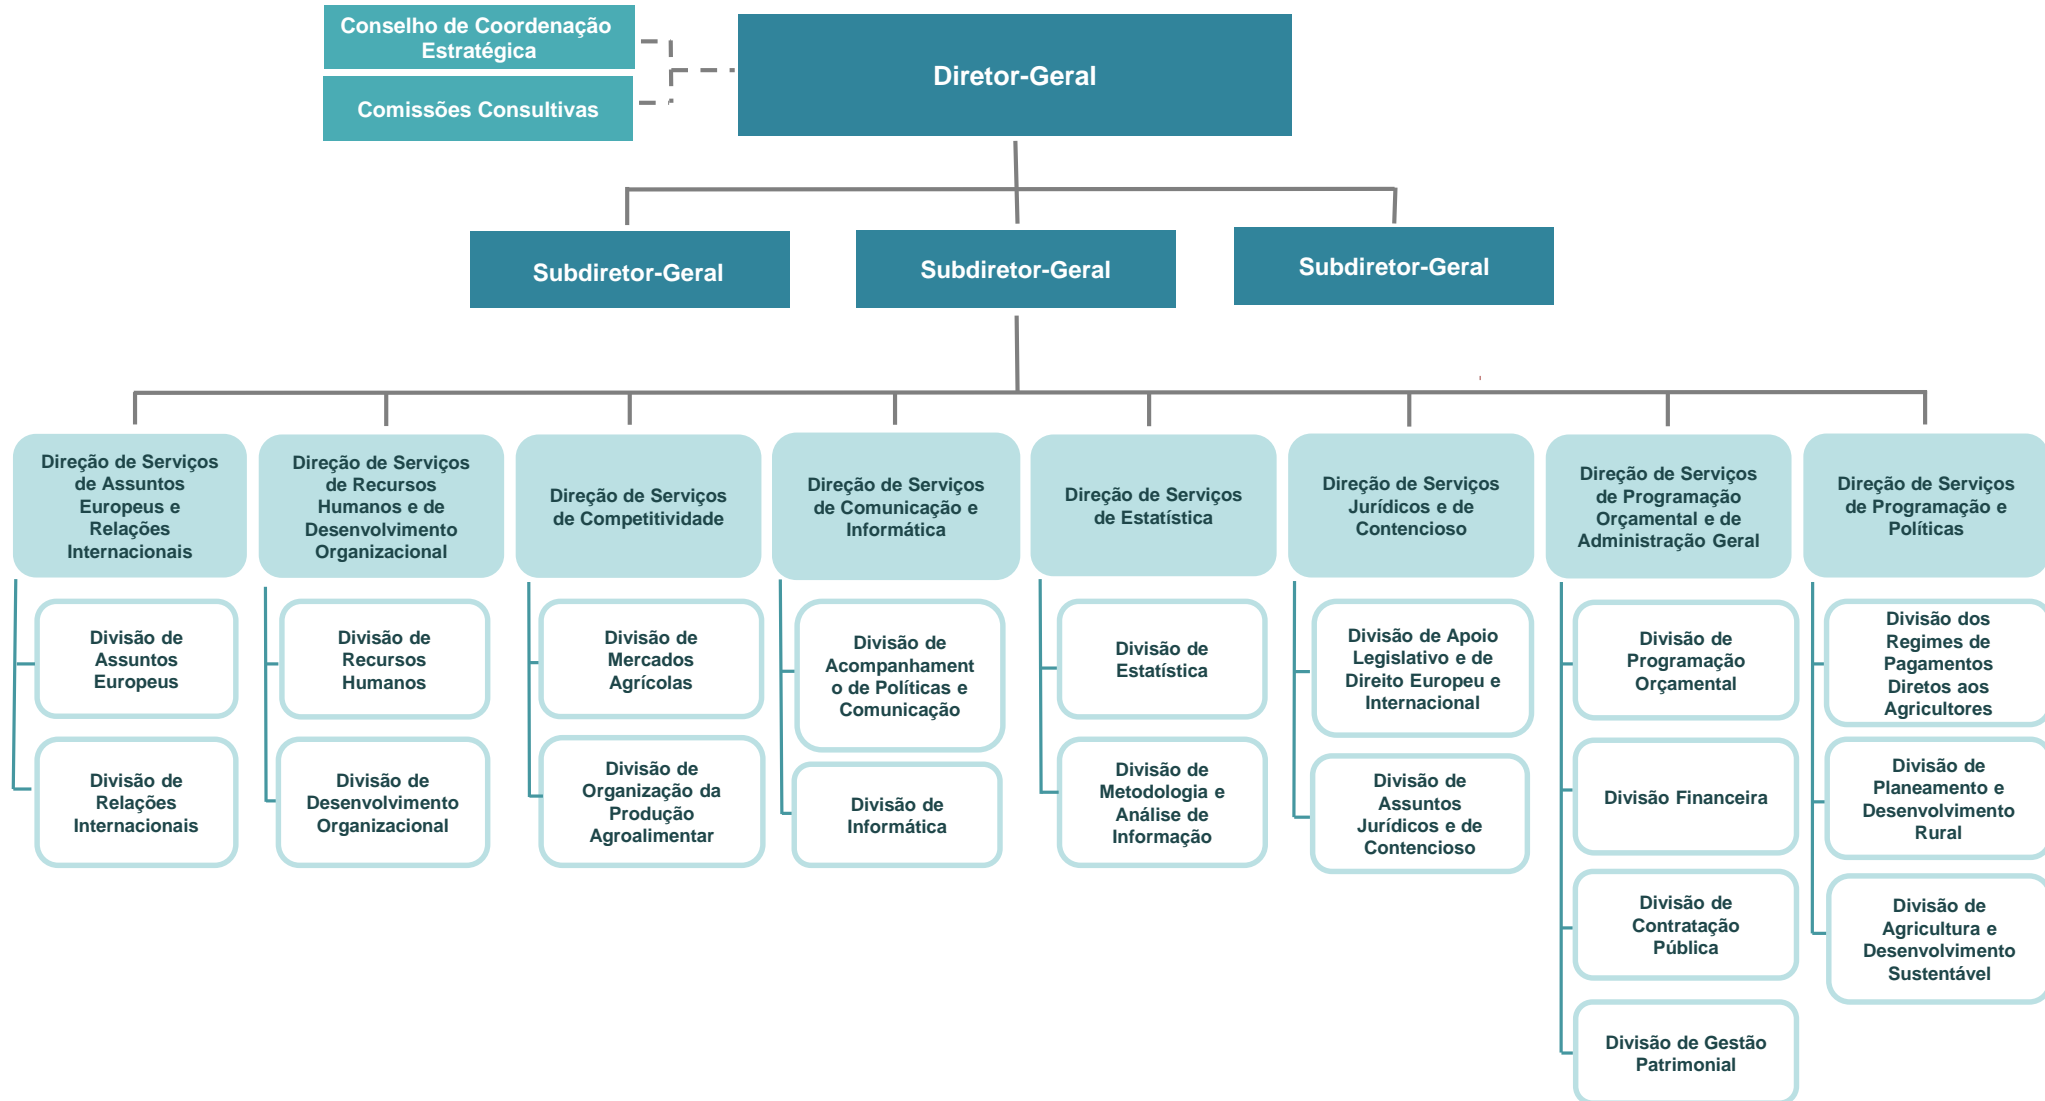 Conselho de Coordenação
Estratégica
Comissões Consultivas
Diretor-Geral
Subdiretor-Geral
Subdiretor-Geral
Subdiretor-Geral
Direção de Serviços
de Assuntos
Europeus e
Relações
Internacionais
Direção de Serviços
de Recursos
Humanos e de
Desenvolvimento
Organizacional
Direção de Serviços
de Competitividade
Direção de Serviços
de Comunicação e
Informática
Direção de Serviços
de Estatística
Direção de Serviços
Jurídicos e de
Contencioso
Direção de Serviços
de Programação
Orçamental e de
Administração Geral
Direção de Serviços
de Programação e
Políticas
Divisão de
Assuntos
Europeus
Divisão de
Relações
Internacionais
Divisão de
Recursos
Humanos
Divisão de
Desenvolvimento
Organizacional
Divisão de
Mercados
Agrícolas
Divisão de
Organização da
Produção
Agroalimentar
Divisão de
Acompanhament
o de Políticas e
Comunicação
Divisão de
Informática
Divisão de
Estatística
Divisão de
Metodologia e
Análise de
Informação
Divisão de Apoio
Legislativo e de
Direito Europeu e
Internacional
Divisão de
Assuntos
Jurídicos e de
Contencioso
Divisão de
Programação
Orçamental
Divisão Financeira
Divisão de
Contratação
Pública
Divisão de Gestão
Patrimonial
Divisão dos
Regimes de
Pagamentos
Diretos aos
Agricultores
Divisão de
Planeamento e
Desenvolvimento
Rural
Divisão de
Agricultura e
Desenvolvimento
Sustentável